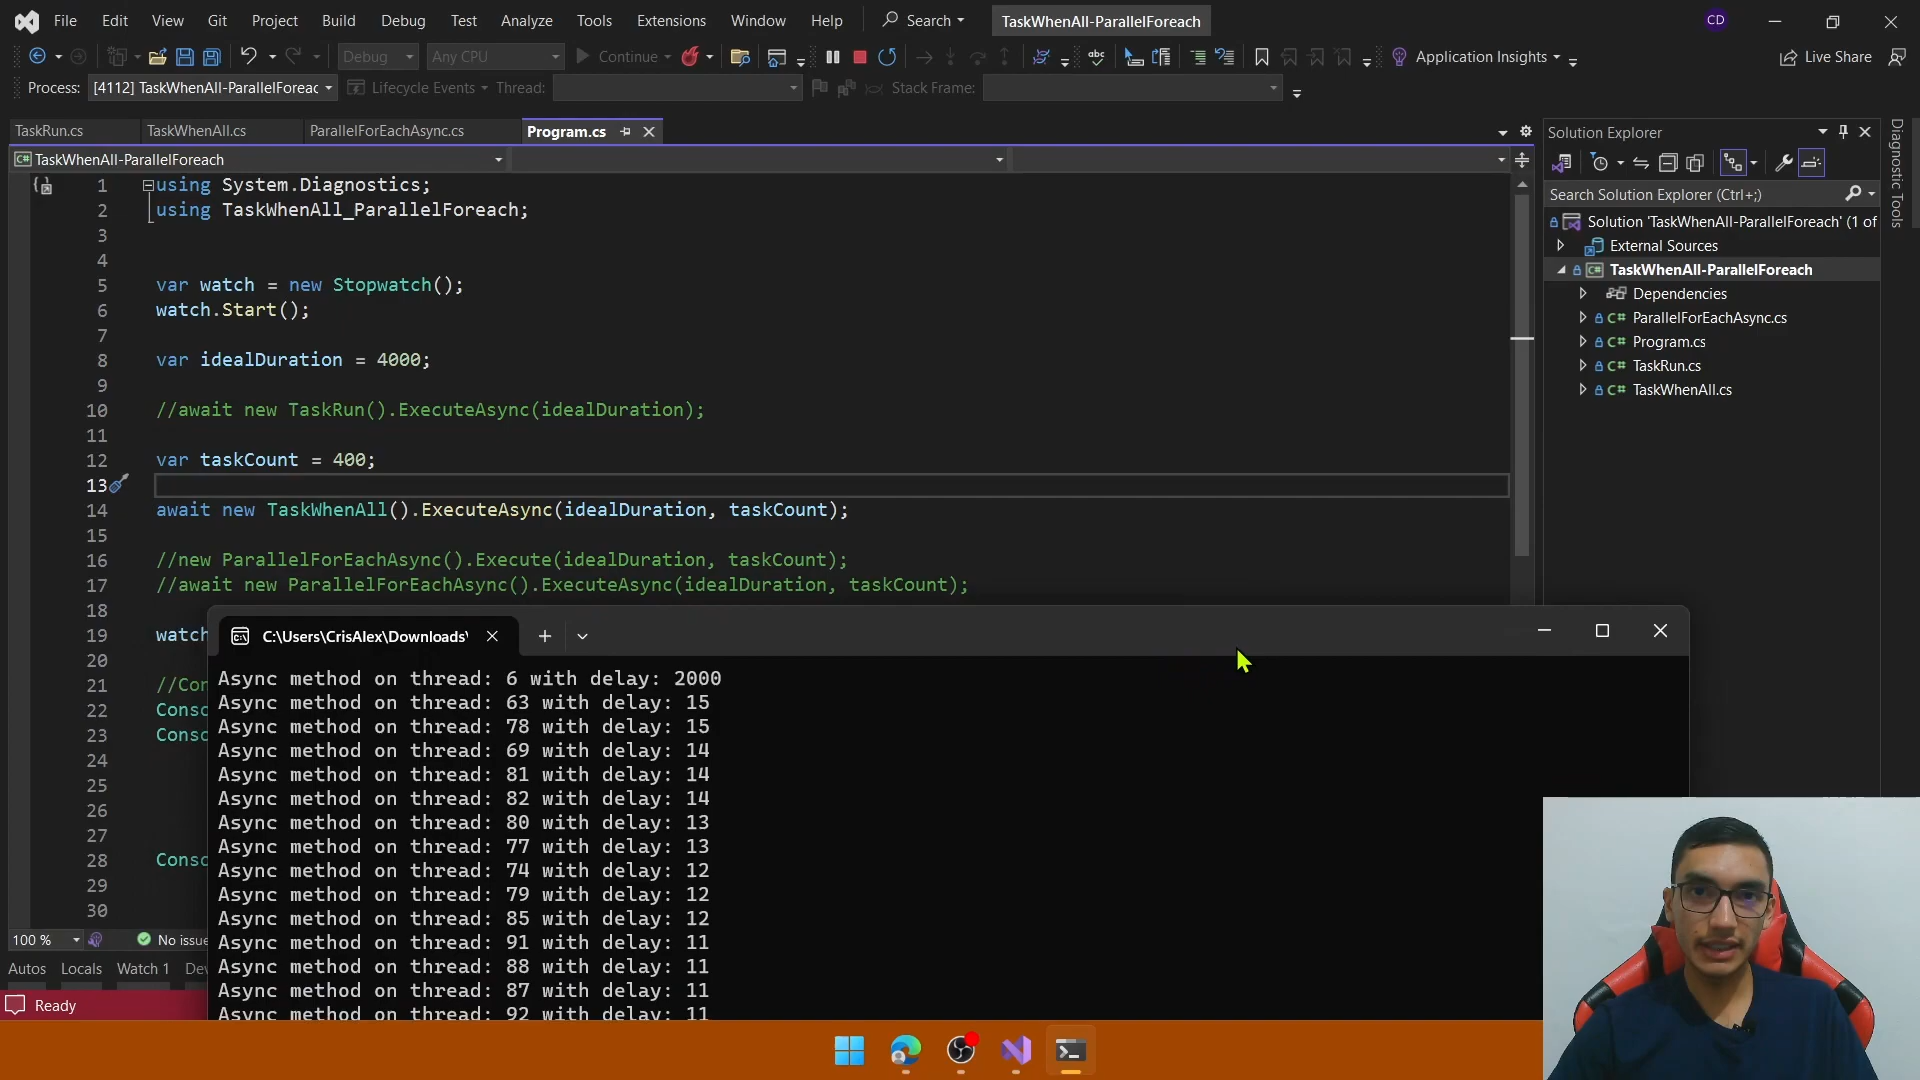 File Edit View Git Project Build Debug Test Analyze Tools Extensions Window Help Search TaskWhenAll-ParallelForeach CD
Debug Any CPU Continue abc Application Insights Live Share
Process: [4112] TaskWhenAll-ParallelForeac Lifecycle Events Thread: Stack Frame:
TaskRun.cs TaskWhenAll.cs ParallelForEachAsync.cs Program.cs
TaskWhenAll-ParallelForeach
1 using System.Diagnostics;
2 using TaskWhenAll_ParallelForeach;
3
4
5 var watch = new Stopwatch();
6 watch.Start();
7
8 var idealDuration = 4000;
9
10 //await new TaskRun().ExecuteAsync(idealDuration);
11
12 var taskCount = 400;
13
14 await new TaskWhenAll().ExecuteAsync(idealDuration, taskCount);
15
16 //new ParallelForEachAsync().Execute(idealDuration, taskCount);
17 //await new ParallelForEachAsync().ExecuteAsync(idealDuration, taskCount);
18
19 watch
20
21 //Con
22 Conso
23 Conso
24
25
26
27
28 Conso
29
30
100 % No issue
Autos Locals Watch 1 Dev
Ready
C:\Users\CrisAlex\Downloads\
Async method on thread: 6 with delay: 2000
Async method on thread: 63 with delay: 15
Async method on thread: 78 with delay: 15
Async method on thread: 69 with delay: 14
Async method on thread: 81 with delay: 14
Async method on thread: 82 with delay: 14
Async method on thread: 80 with delay: 13
Async method on thread: 77 with delay: 13
Async method on thread: 74 with delay: 12
Async method on thread: 79 with delay: 12
Async method on thread: 85 with delay: 12
Async method on thread: 91 with delay: 11
Async method on thread: 88 with delay: 11
Async method on thread: 87 with delay: 11
Async method on thread: 92 with delay: 11
Solution Explorer
Search Solution Explorer (Ctrl+;)
Solution 'TaskWhenAll-ParallelForeach' (1 of
External Sources
TaskWhenAll-ParallelForeach
Dependencies
ParallelForEachAsync.cs
Program.cs
TaskRun.cs
TaskWhenAll.cs
Diagnostic Tools